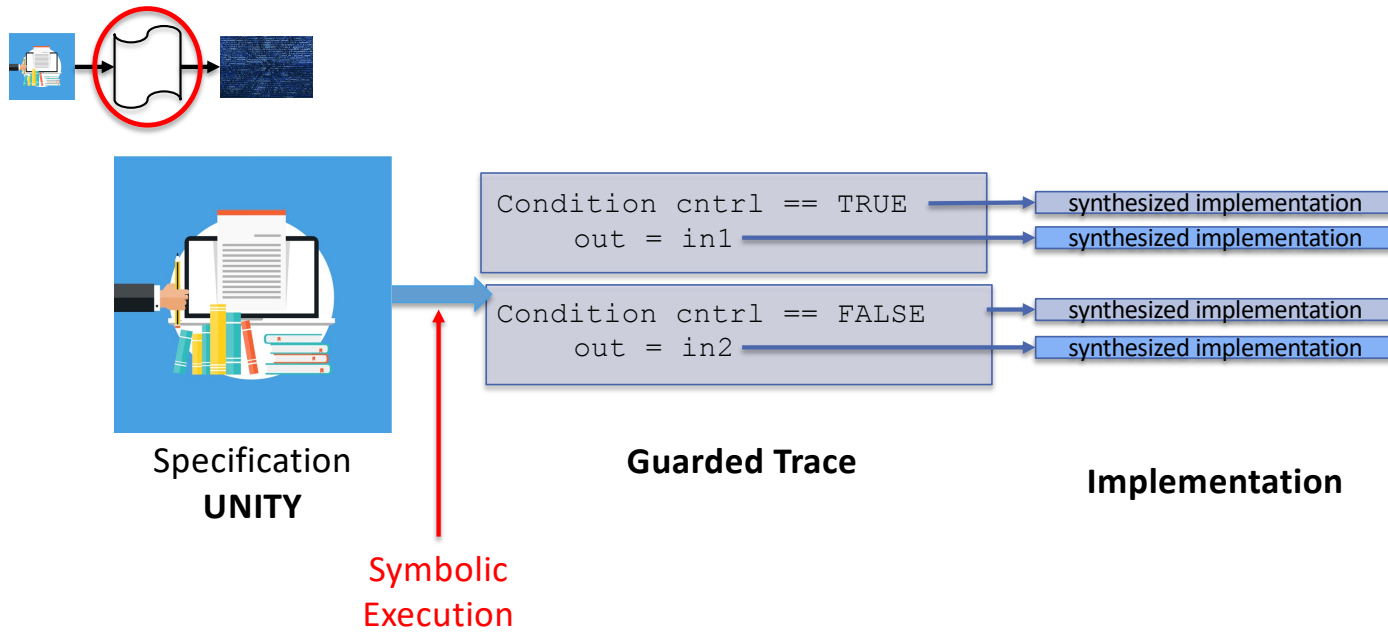 Condition cntrl == TRUE
out = in1
synthesized implementation
synthesized implementation
Condition cntrl == FALSE
out = in2
synthesized implementation
synthesized implementation
Specification
UNITY
Guarded Trace
Implementation
Symbolic
Execution